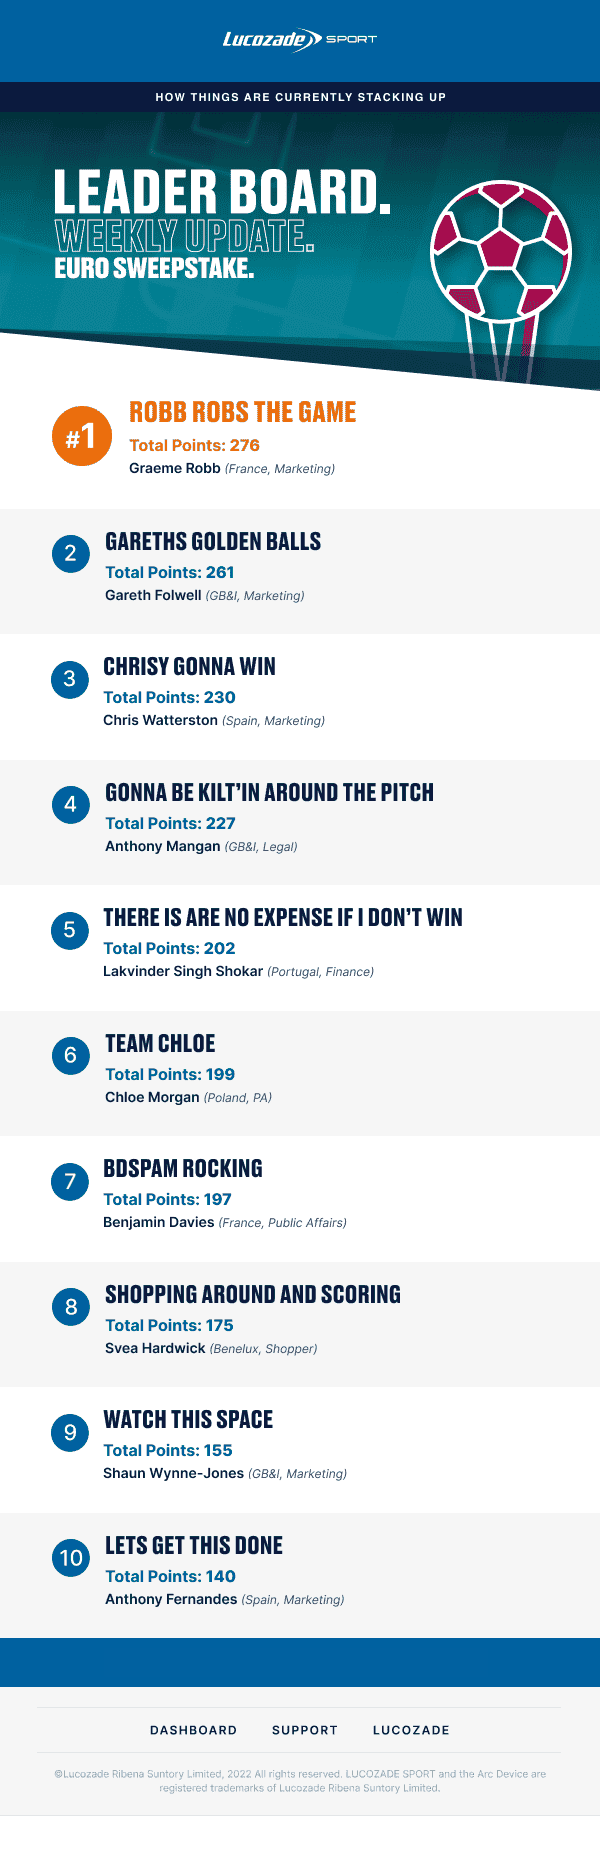 Lucozade SPORT
HOW THINGS ARE CURRENTLY STACKING UP
LEADER BOARD.
WEEKLY UPDATE.
EURO SWEEPSTAKE.
#1
ROBB ROBS THE GAME
Total Points: 276
Graeme Robb (France, Marketing)
2
GARETHS GOLDEN BALLS
Total Points: 261
Gareth Folwell (GB&I, Marketing)
3
CHRISY GONNA WIN
Total Points: 230
Chris Watterston (Spain, Marketing)
4
GONNA BE KILT’IN AROUND THE PITCH
Total Points: 227
Anthony Mangan (GB&I, Legal)
5
THERE IS ARE NO EXPENSE IF I DON’T WIN
Total Points: 202
Lakvinder Singh Shokar (Portugal, Finance)
6
TEAM CHLOE
Total Points: 199
Chloe Morgan (Poland, PA)
7
BDSPAM ROCKING
Total Points: 197
Benjamin Davies (France, Public Affairs)
8
SHOPPING AROUND AND SCORING
Total Points: 175
Svea Hardwick (Benelux, Shopper)
9
WATCH THIS SPACE
Total Points: 155
Shaun Wynne-Jones (GB&I, Marketing)
10
LETS GET THIS DONE
Total Points: 140
Anthony Fernandes (Spain, Marketing)
DASHBOARD SUPPORT LUCOZADE
©Lucozade Ribena Suntory Limited, 2022 All rights reserved. LUCOZADE SPORT and the Arc Device are
registered trademarks of Lucozade Ribena Suntory Limited.